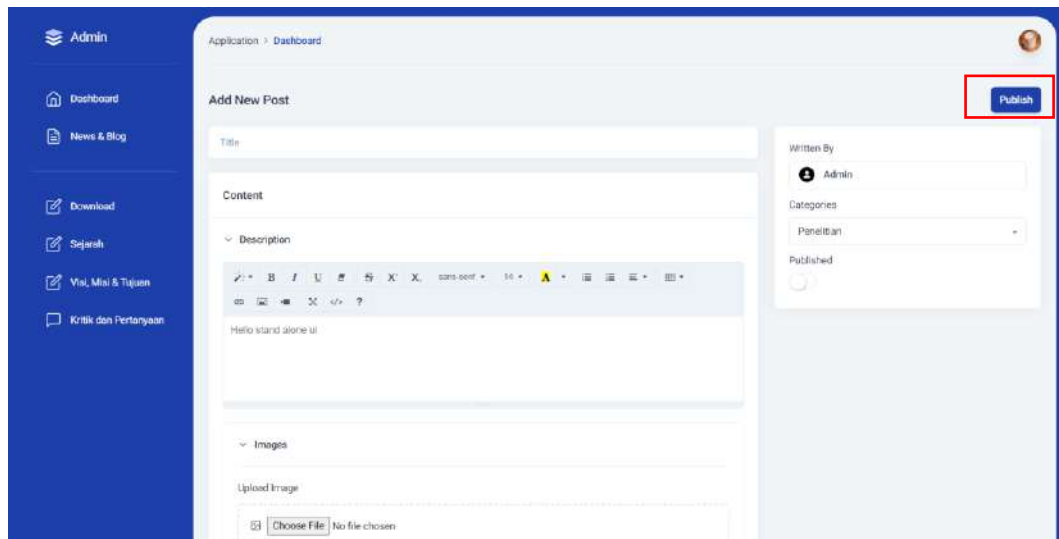 Admin
Application > Dashboard
Dashboard
Add New Post
Publish
News & Blog
Title
Written By
Admin
Content
Download
Categories
Penelitian
Description
Sejarah
Published
B I U S X X sans-serif 14 A
Visi, Misi & Tujuan
</> ?
Kritik dan Pertanyaan
Hello stand alone ui
Images
Upload Image
Choose File No file chosen